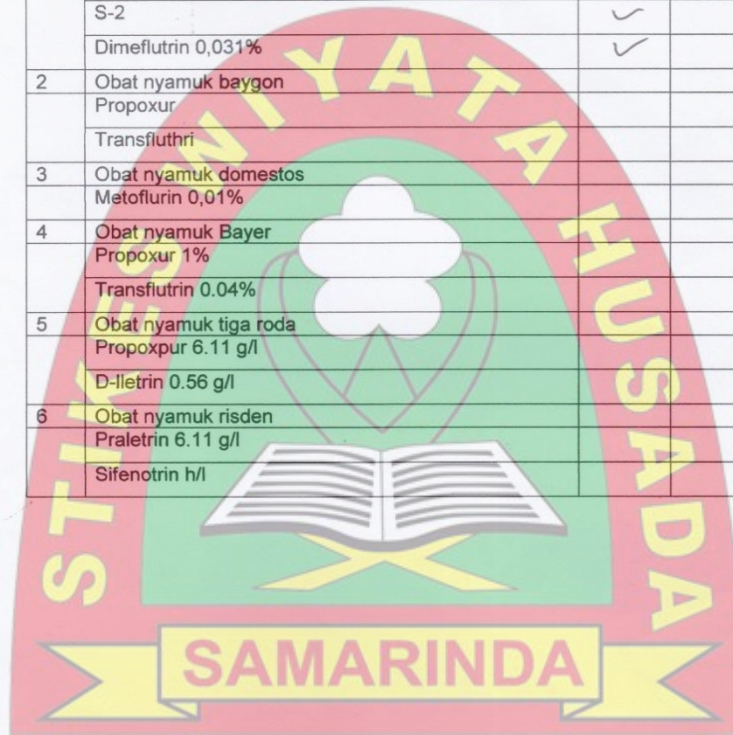 S-2 ✓
Dimeflutrin 0,031% ✓
2 Obat nyamuk baygon
Propoxur
Transfluthri
3 Obat nyamuk domestos
Metoflurin 0,01%
4 Obat nyamuk Bayer
Propoxur 1%
Transflutrin 0.04%
5 Obat nyamuk tiga roda
Propoxpur 6.11 g/l
D-lletrin 0.56 g/l
6 Obat nyamuk risden
Praletrin 6.11 g/l
Sifenotrin h/l
STIKES WIYATA HUSADA
SAMARINDA